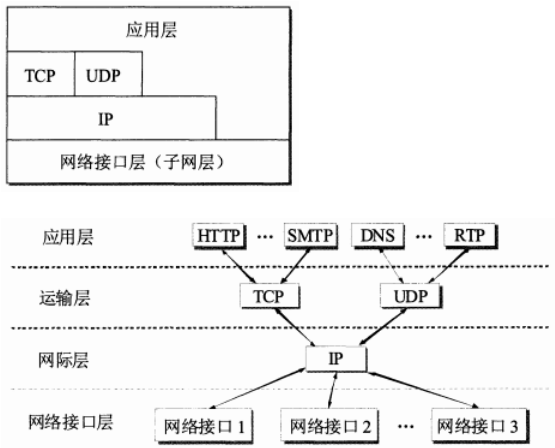 应用层
TCP UDP
IP
网络接口层（子网层）
应用层 HTTP … SMTP DNS … RTP
运输层 TCP UDP
网际层 IP
网络接口层 网络接口 1 网络接口 2 … 网络接口 3